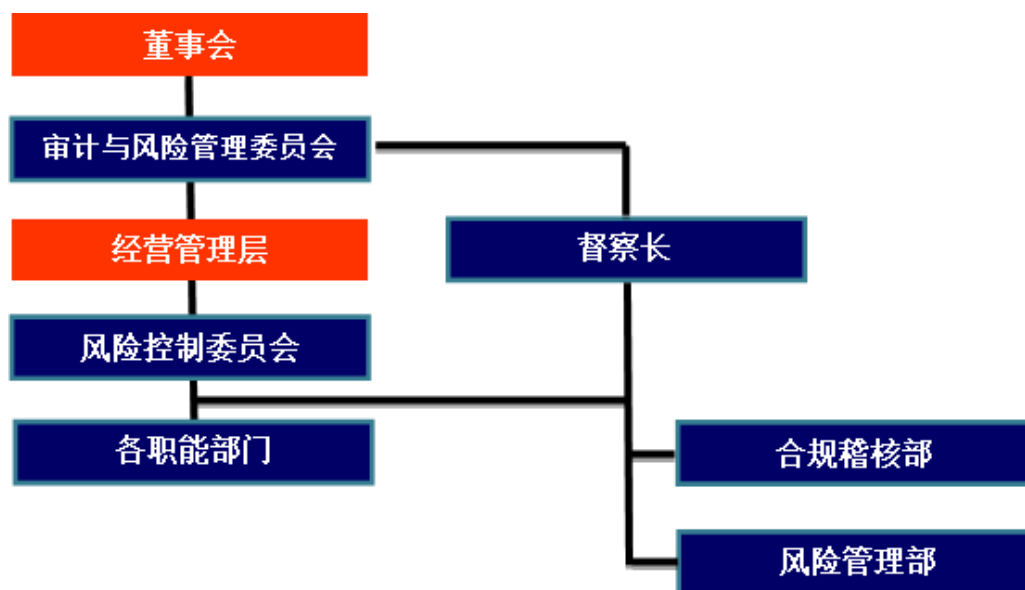 董事会
审计与风险管理委员会
经营管理层
督察长
风险控制委员会
各职能部门
合规稽核部
风险管理部